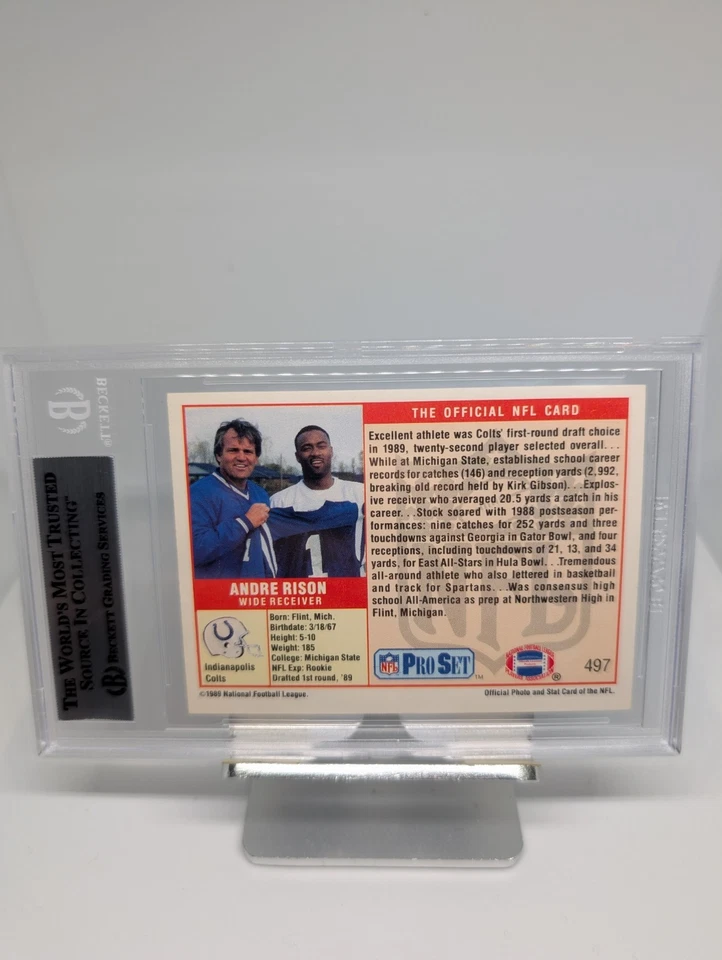 BECKETT
THE WORLD'S MOST TRUSTED
SOURCE IN COLLECTING™
BECKETT GRADING SERVICES
THE OFFICIAL NFL CARD
Excellent athlete was Colts' first-round draft choice
in 1989, twenty-second player selected overall. . .
While at Michigan State, established school career
records for catches (146) and reception yards (2,992,
breaking old record held by Kirk Gibson). . .Explos-
ive receiver who averaged 20.5 yards a catch in his
career. . .Stock soared with 1988 postseason per-
formances: nine catches for 252 yards and three
touchdowns against Georgia in Gator Bowl, and four
receptions, including touchdowns of 21, 13, and 34
yards, for East All-Stars in Hula Bowl. . .Tremendous
all-around athlete who also lettered in basketball
and track for Spartans. . .Was consensus high
school All-America as prep at Northwestern High in
Flint, Michigan.
1
ANDRE RISON
WIDE RECEIVER
Indianapolis
Colts
Born: Flint, Mich.
Birthdate: 3/18/67
Height: 5-10
Weight: 185
College: Michigan State
NFL Exp: Rookie
Drafted 1st round, '89
NFL PRO SET™
®
497
©1989 National Football League.
Official Photo and Stat Card of the NFL.